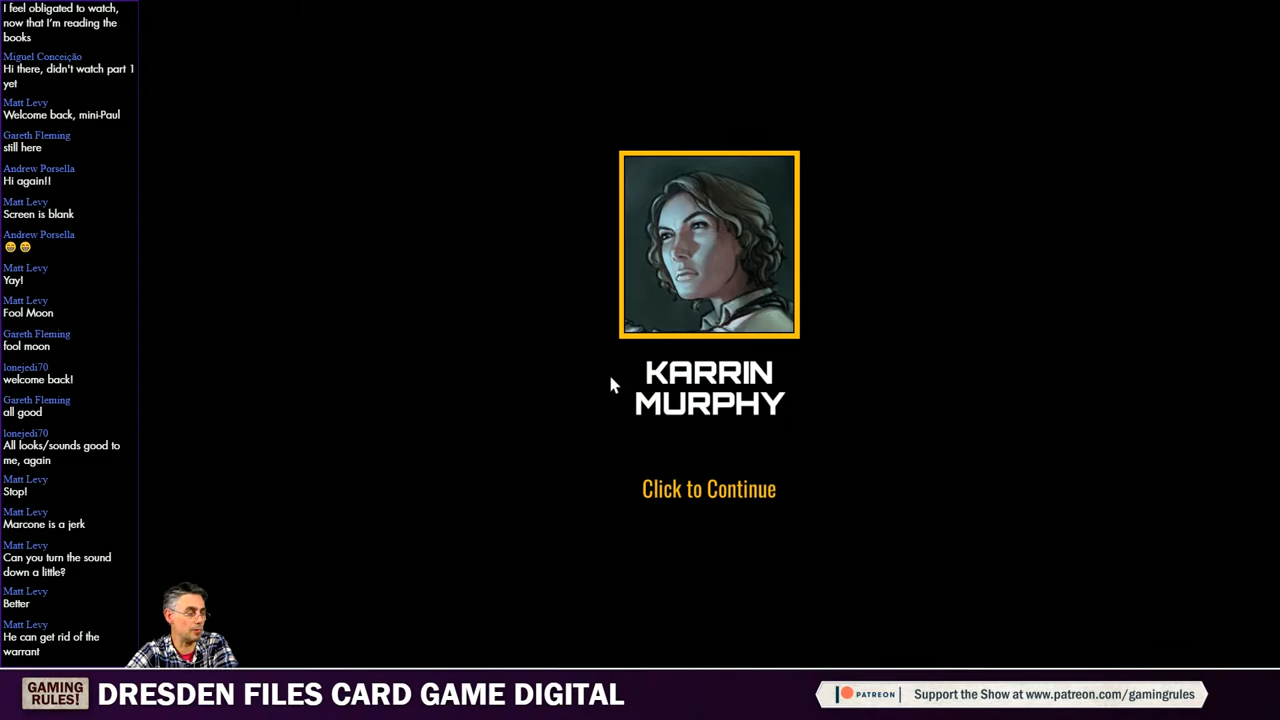 I feel obligated to watch,
now that I'm reading the
books
Miguel Conceição
Hi there, didn't watch part 1
yet
Matt Levy
Welcome back, mini-Paul
Gareth Fleming
still here
Andrew Porsella
Hi again!!
Matt Levy
Screen is blank
Andrew Porsella
Matt Levy
Yay!
Matt Levy
Fool Moon
Gareth Fleming
fool moon
lonejedi70
welcome back!
Gareth Fleming
all good
lonejedi70
All looks/sounds good to
me, again
Matt Levy
Stop!
Matt Levy
Marcone is a jerk
Matt Levy
Can you turn the sound
down a little?
Matt Levy
Better
Matt Levy
He can get rid of the
warrant
KARRIN
MURPHY
Click to Continue
GAMING
RULES!
DRESDEN FILES CARD GAME DIGITAL
PATREON
Support the Show at www.patreon.com/gamingrules